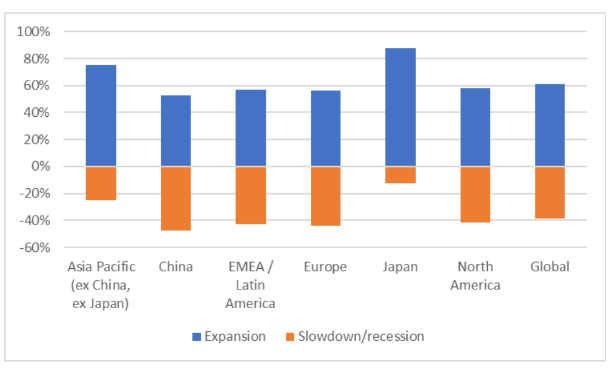 100%
80%
60%
40%
20%
0%
-20%
-40%
-60%
Asia Pacific
(ex China,
ex Japan)
China
EMEA /
Latin
America
Europe
Japan
North
America
Global
Expansion
Slowdown/recession